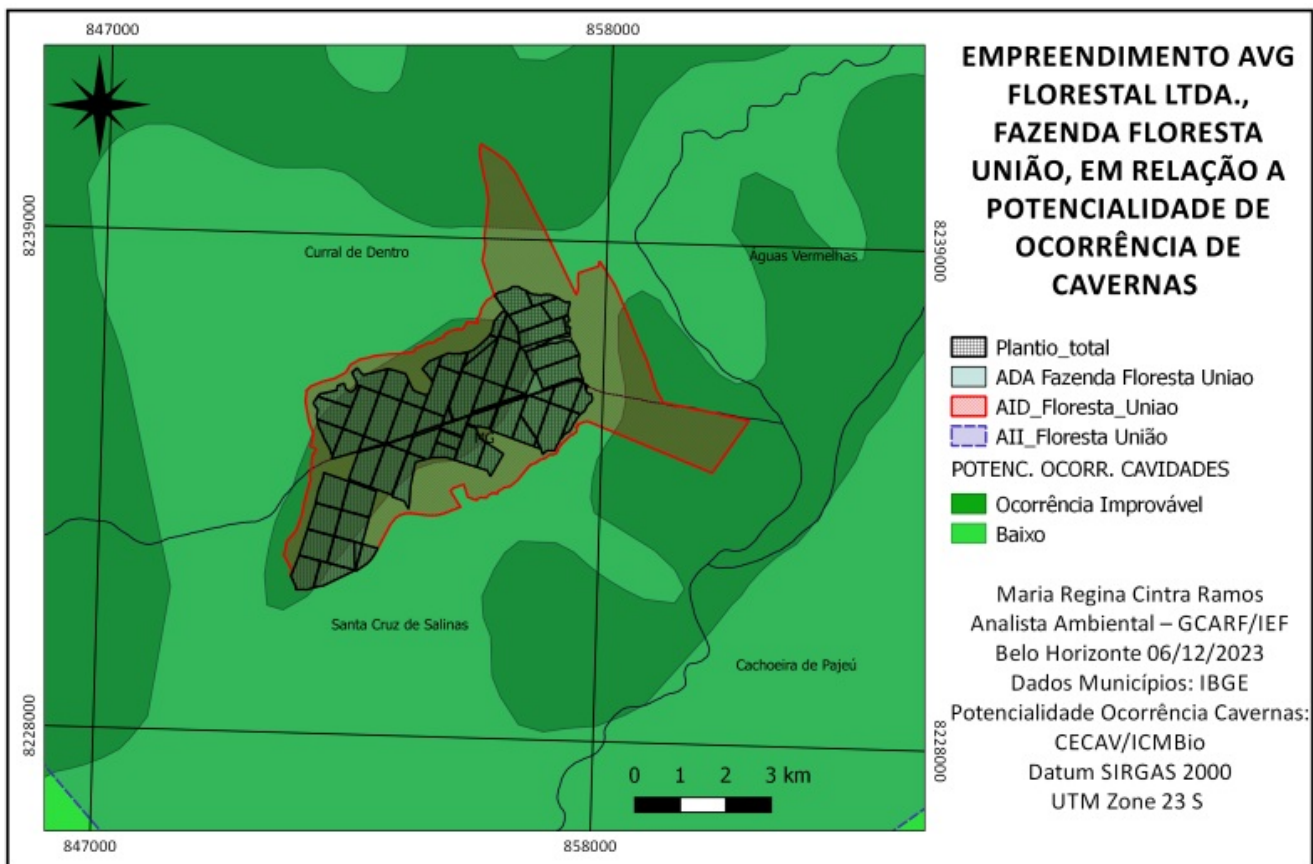 847000
858000
8239000
8239000
Curral de Dentro
Águas Vermelhas
Santa Cruz de Salinas
Cachoeira de Pajeú
8228000
8228000
0 1 2 3 km
847000
858000
EMPREENDIMENTO AVG
FLORESTAL LTDA.,
FAZENDA FLORESTA
UNIÃO, EM RELAÇÃO A
POTENCIALIDADE DE
OCORRÊNCIA DE
CAVERNAS
Plantio_total
ADA Fazenda Floresta Uniao
AID_Floresta_Uniao
AII_Floresta União
POTENC. OCORR. CAVIDADES
Ocorrência Improvável
Baixo
Maria Regina Cintra Ramos
Analista Ambiental – GCARF/IEF
Belo Horizonte 06/12/2023
Dados Municípios: IBGE
Potencialidade Ocorrência Cavernas:
CECAV/ICMBio
Datum SIRGAS 2000
UTM Zone 23 S